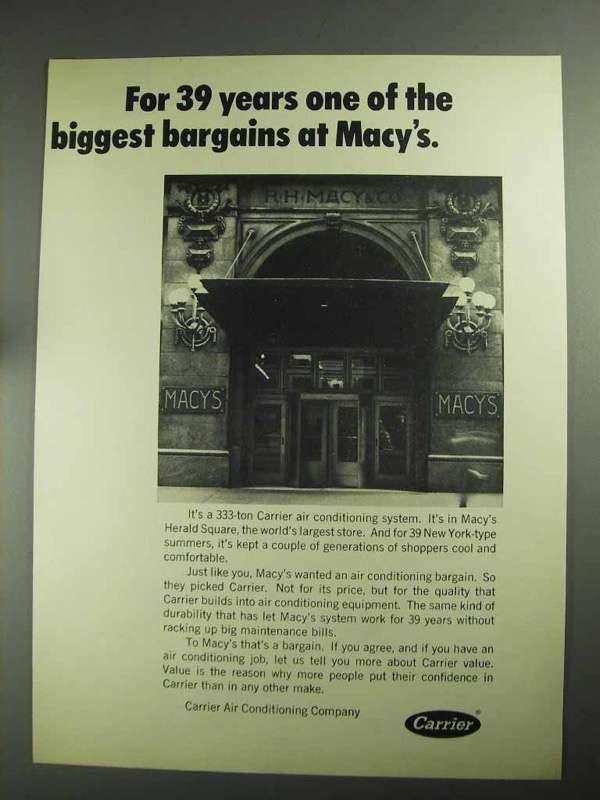 For 39 years one of the
biggest bargains at Macy's.
R·H·MACY & CO
MACY'S
MACY'S
It's a 333-ton Carrier air conditioning system. It's in Macy's
Herald Square, the world's largest store. And for 39 New York-type
summers, it's kept a couple of generations of shoppers cool and
comfortable.
Just like you, Macy's wanted an air conditioning bargain. So
they picked Carrier. Not for its price, but for the quality that
Carrier builds into air conditioning equipment. The same kind of
durability that has let Macy's system work for 39 years without
racking up big maintenance bills.
To Macy's that's a bargain. If you agree, and if you have an
air conditioning job, let us tell you more about Carrier value.
Value is the reason why more people put their confidence in
Carrier than in any other make.
Carrier Air Conditioning Company
Carrier®